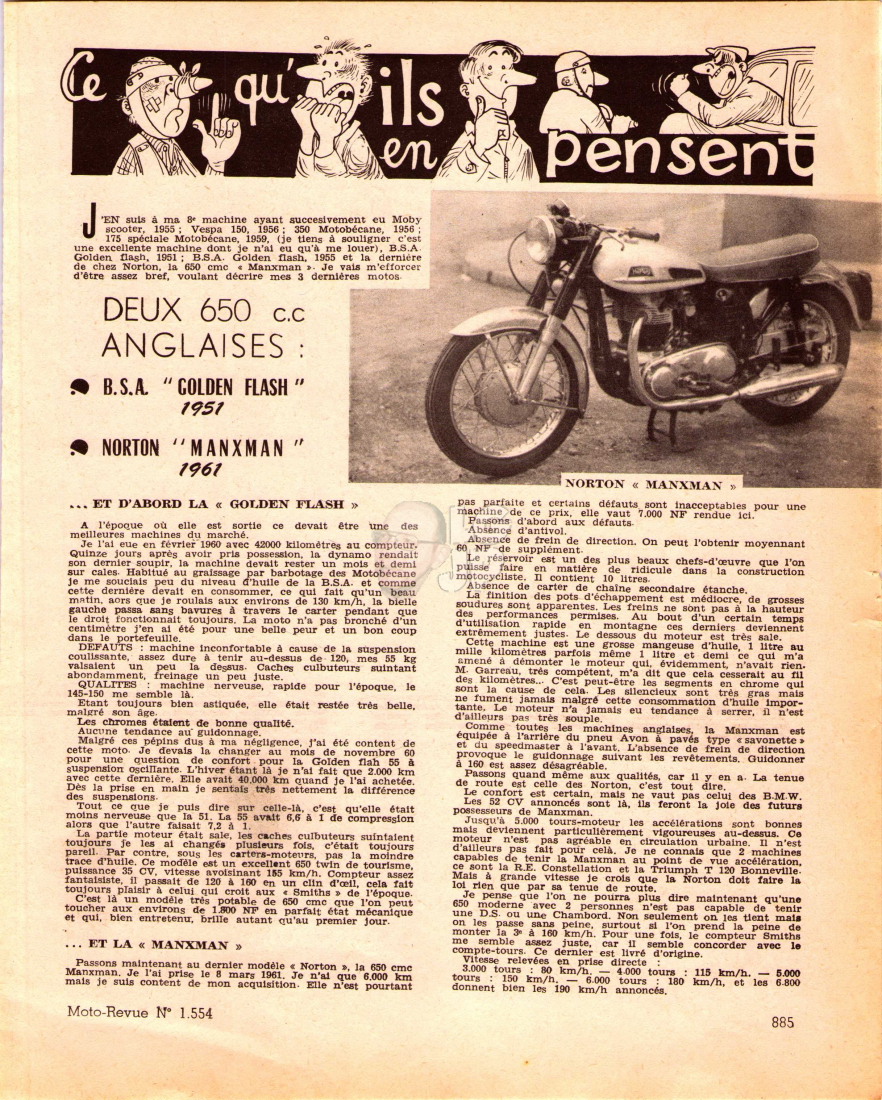 Ce qu'ils en pensent
J'EN suis à ma 8e machine ayant succesivement eu Moby
scooter, 1955 ; Vespa 150, 1956 ; 350 Motobécane, 1956 ;
175 spéciale Motobécane, 1959, (je tiens à souligner c'est
une excellente machine dont je n'ai eu qu'à me louer), B.S.A.
Golden flash, 1951 ; B.S.A. Golden flash, 1955 et la dernière
de chez Norton, la 650 cmc « Manxman ». Je vais m'efforcer
d'être assez bref, voulant décrire mes 3 dernières motos.
DEUX 650 c.c
ANGLAISES :
B.S.A. "GOLDEN FLASH"
1951
NORTON "MANXMAN"
1961
NORTON « MANXMAN »
... ET D'ABORD LA « GOLDEN FLASH »
A l'époque où elle est sortie ce devait être une des
meilleures machines du marché.
Je l'ai eue en février 1960 avec 42000 kilomètres au compteur.
Quinze jours après avoir pris possession, la dynamo rendait
son dernier soupir, la machine devait rester un mois et demi
sur cales. Habitué au graissage par barbotage des Motobécane
je me souciais peu du niveau d'huile de la B.S.A. et comme
cette dernière devait en consommer, ce qui fait qu'un beau
matin, aors que je roulais aux environs de 130 km/h, la bielle
gauche passa sans bavures à travers le carter pendant que
le droit fonctionnait toujours. La moto n'a pas bronché d'un
centimètre j'en ai été pour une belle peur et un bon coup
dans le portefeuille.
DEFAUTS : machine inconfortable à cause de la suspension
coulissante, assez dure à tenir au-dessus de 120, mes 55 kg
valsaient un peu la dessus. Caches culbuteurs suintant
abondamment, freinage un peu juste.
QUALITES : machine nerveuse, rapide pour l'époque, le
145-150 me semble là.
Etant toujours bien astiquée, elle était restée très belle,
malgré son âge.
Les chromes étaient de bonne qualité.
Aucune tendance au guidonnage.
Malgré ces pépins dus à ma négligence, j'ai été content de
cette moto. Je devais la changer au mois de novembre 60
pour une question de confort pour la Golden flah 55 à
suspension oscillante. L'hiver étant là je n'ai fait que 2.000 km
avec cette dernière. Elle avait 40.000 km quand je l'ai achetée.
Dès la prise en main je sentais très nettement la différence
des suspensions.
Tout ce que je puis dire sur celle-là, c'est qu'elle était
moins nerveuse que la 51. La 55 avait 6,6 à 1 de compression
alors que l'autre faisait 7,2 à 1.
La partie moteur était sale, les caches culbuteurs suintaient
toujours je les ai changés plusieurs fois, c'était toujours
pareil. Par contre, sous les carters-moteurs, pas la moindre
trace d'huile. Ce modèle est un excellent 650 twin de tourisme,
puissance 35 CV, vitesse avoisinant 155 km/h. Compteur assez
fantaisiste, il passait de 120 à 160 en un clin d'œil, cela fait
toujours plaisir à celui qui croit aux « Smiths » de l'époque.
C'est là un modèle très potable de 650 cmc que l'on peut
toucher aux environs de 1.800 NF en parfait état mécanique
et qui, bien entretenu, brille autant qu'au premier jour.
... ET LA « MANXMAN »
Passons maintenant au dernier modèle « Norton », la 650 cmc
Manxman. Je l'ai prise le 8 mars 1961. Je n'ai que 6.000 km
mais je suis content de mon acquisition. Elle n'est pourtant
pas parfaite et certains défauts sont inacceptables pour une
machine de ce prix, elle vaut 7.000 NF rendue ici.
Passons d'abord aux défauts.
Absence d'antivol.
Absence de frein de direction. On peut l'obtenir moyennant
60 NF de supplément.
Le réservoir est un des plus beaux chefs-d'œuvre que l'on
puisse faire en matière de ridicule dans la construction
motocycliste. Il contient 10 litres.
Absence de carter de chaîne secondaire étanche.
La finition des pots d'échappement est médiocre, de grosses
soudures sont apparentes. Les freins ne sont pas à la hauteur
des performances permises. Au bout d'un certain temps
d'utilisation rapide en montagne ces derniers deviennent
extrêmement justes. Le dessous du moteur est très sale.
Cette machine est une grosse mangeuse d'huile, 1 litre au
mille kilomètres parfois même 1 litre et demi ce qui m'a
amené à démonter le moteur qui, évidemment, n'avait rien.
M. Garreau, très compétent, m'a dit que cela cesserait au fil
des kilomètres... C'est peut-être les segments en chrome qui
sont la cause de cela. Les silencieux sont très gras mais
ne fument jamais malgré cette consommation d'huile impor-
tante. Le moteur n'a jamais eu tendance à serrer, il n'est
d'ailleurs pas très souple.
Comme toutes les machines anglaises, la Manxman est
équipée à l'arrière du pneu Avon à pavés type « savonette »
et du speedmaster à l'avant. L'absence de frein de direction
provoque le guidonnage suivant les revêtements. Guidonner
à 160 est assez désagréable.
Passons quand même aux qualités, car il y en a. La tenue
de route est celle des Norton, c'est tout dire.
Le confort est certain, mais ne vaut pas celui des B.M.W.
Les 52 CV annoncés sont là, ils feront la joie des futurs
possesseurs de Manxman.
Jusqu'à 5.000 tours-moteur les accélérations sont bonnes
mais deviennent particulièrement vigoureuses au-dessus. Ce
moteur n'est pas agréable en circulation urbaine. Il n'est
d'ailleurs pas fait pour celà. Je ne connais que 2 machines
capables de tenir la Manxman au point de vue accélération,
ce sont la R.E. Constellation et la Triumph T 120 Bonneville.
Mais à grande vitesse je crois que la Norton doit faire la
loi rien que par sa tenue de route.
Je pense que l'on ne pourra plus dire maintenant qu'une
650 moderne avec 2 personnes n'est pas capable de tenir
une D.S. ou une Chambord. Non seulement on les tient mais
on les passe sans peine, surtout si l'on prend la peine de
monter la 3e à 160 km/h. Pour une fois, le compteur Smiths
me semble assez juste, car il semble concorder avec le
compte-tours. Ce dernier est livré d'origine.
Vitesse relevées en prise directe :
3.000 tours : 80 km/h. — 4.000 tours : 115 km/h. — 5.000
tours : 150 km/h. — 6.000 tours : 180 km/h, et les 6.800
donnent bien les 190 km/h annoncés.
Moto-Revue N° 1.554
885